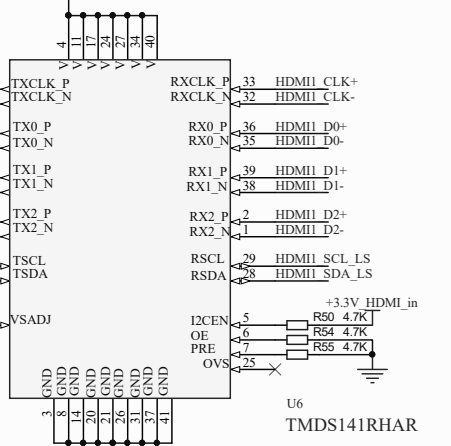 4 11 17 24 27 34 40
V V V V V V V
TXCLK_P RXCLK_P 33 HDMI1_CLK+
TXCLK_N RXCLK_N 32 HDMI1_CLK-
TX0_P RX0_P 36 HDMI1_D0+
TX0_N RX0_N 35 HDMI1_D0-
TX1_P RX1_P 39 HDMI1_D1+
TX1_N RX1_N 38 HDMI1_D1-
TX2_P RX2_P 2 HDMI1_D2+
TX2_N RX2_N 1 HDMI1_D2-
TSCL RSCL 29 HDMI1_SCL_LS
TSDA RSDA 28 HDMI1_SDA_LS
+3.3V_HDMI_in
VSADJ I2CEN 5 R50 4.7K
OE 6 R54 4.7K
PRE 7 R55 4.7K
OVS 25
GND GND GND GND GND GND GND GND GND
3 8 14 20 21 26 31 37 41
U6
TMDS141RHAR